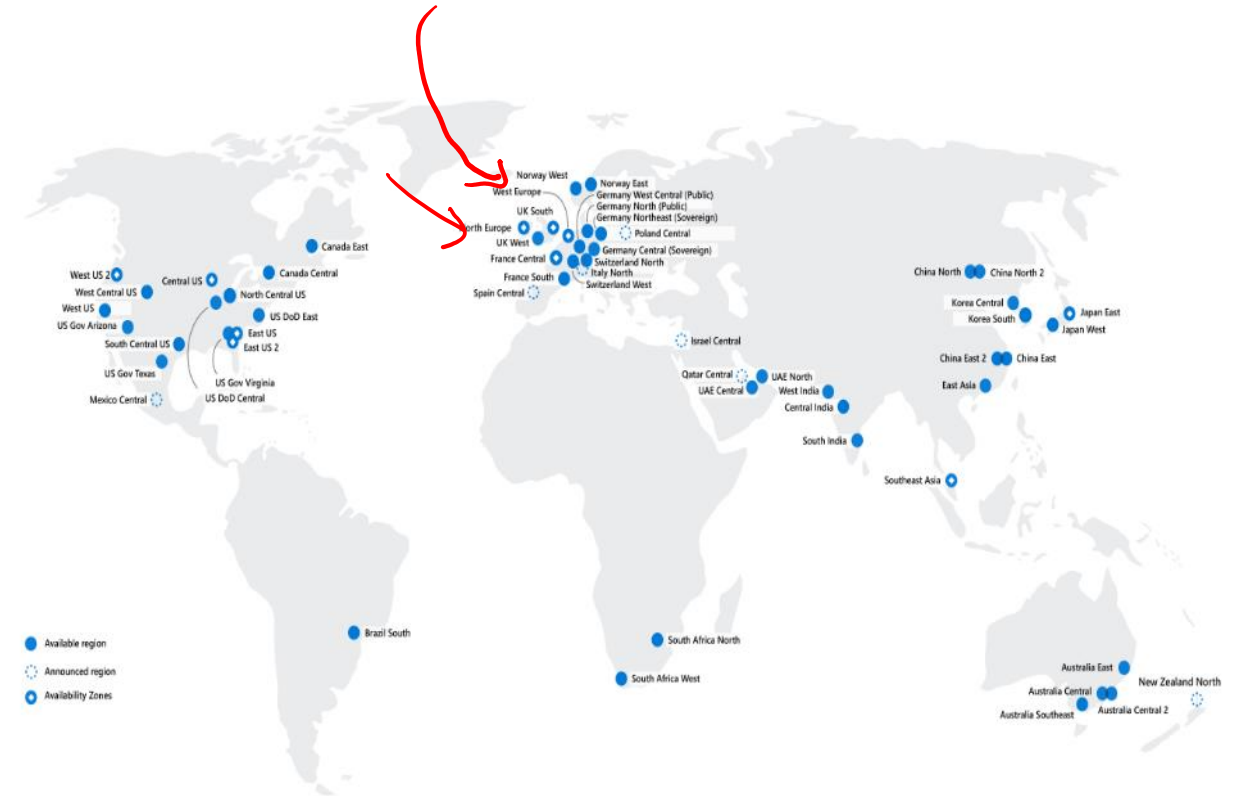 Norway West
Norway East
West Europe
Germany West Central (Public)
Germany North (Public)
UK South
Germany Northeast (Sovereign)
orth Europe
Poland Central
UK West
Canada East
Germany Central (Sovereign)
France Central
Switzerland North
West US 2
Canada Central
Italy North
China North
China North 2
Central US
France South
Switzerland West
West Central US
North Central US
Spain Central
Korea Central
West US
US DoD East
Korea South
Japan East
US Gov Arizona
East US
Japan West
South Central US
East US 2
Israel Central
China East 2
China East
US Gov Texas
Qatar Central
UAE North
US Gov Virginia
UAE Central
West India
East Asia
Mexico Central
US DoD Central
Central India
South India
Southeast Asia
Brazil South
South Africa North
Available region
Announced region
Availability Zones
South Africa West
Australia East
New Zealand North
Australia Central
Australia Central 2
Australia Southeast